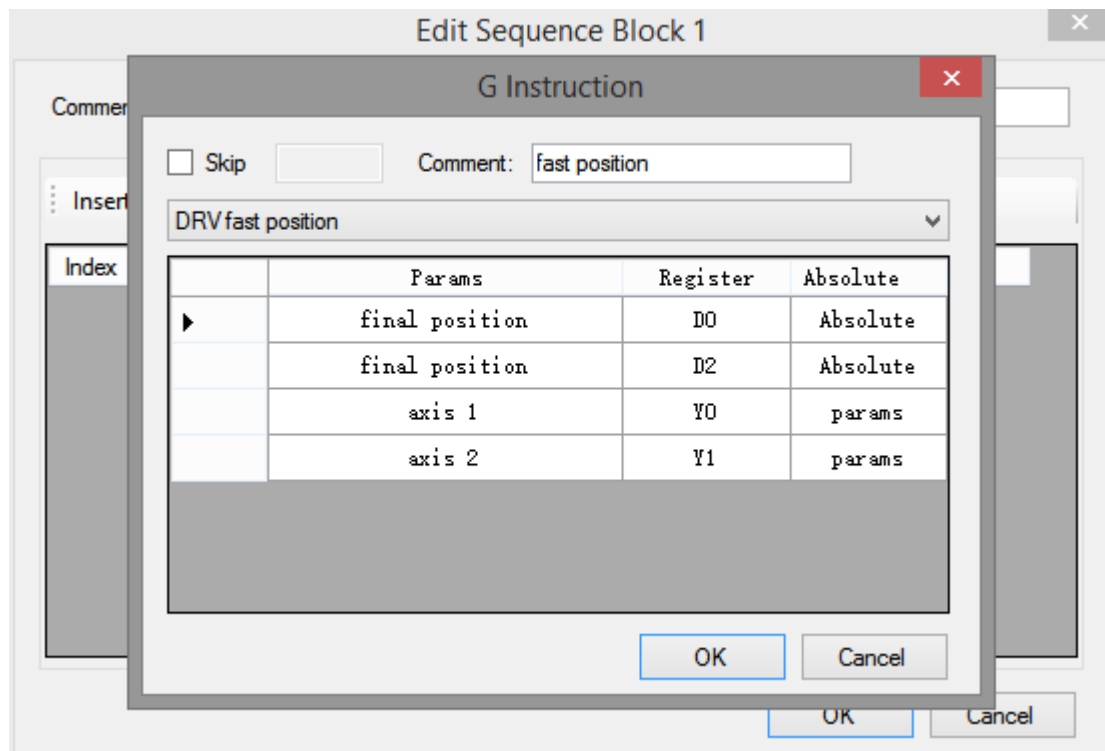 Edit Sequence Block 1
G Instruction
Commen
Skip
Comment: fast position
Insert
DRV fast position
Index
Params Register Absolute
final position D0 Absolute
final position D2 Absolute
axis 1 Y0 params
axis 2 Y1 params
OK Cancel
OK Cancel